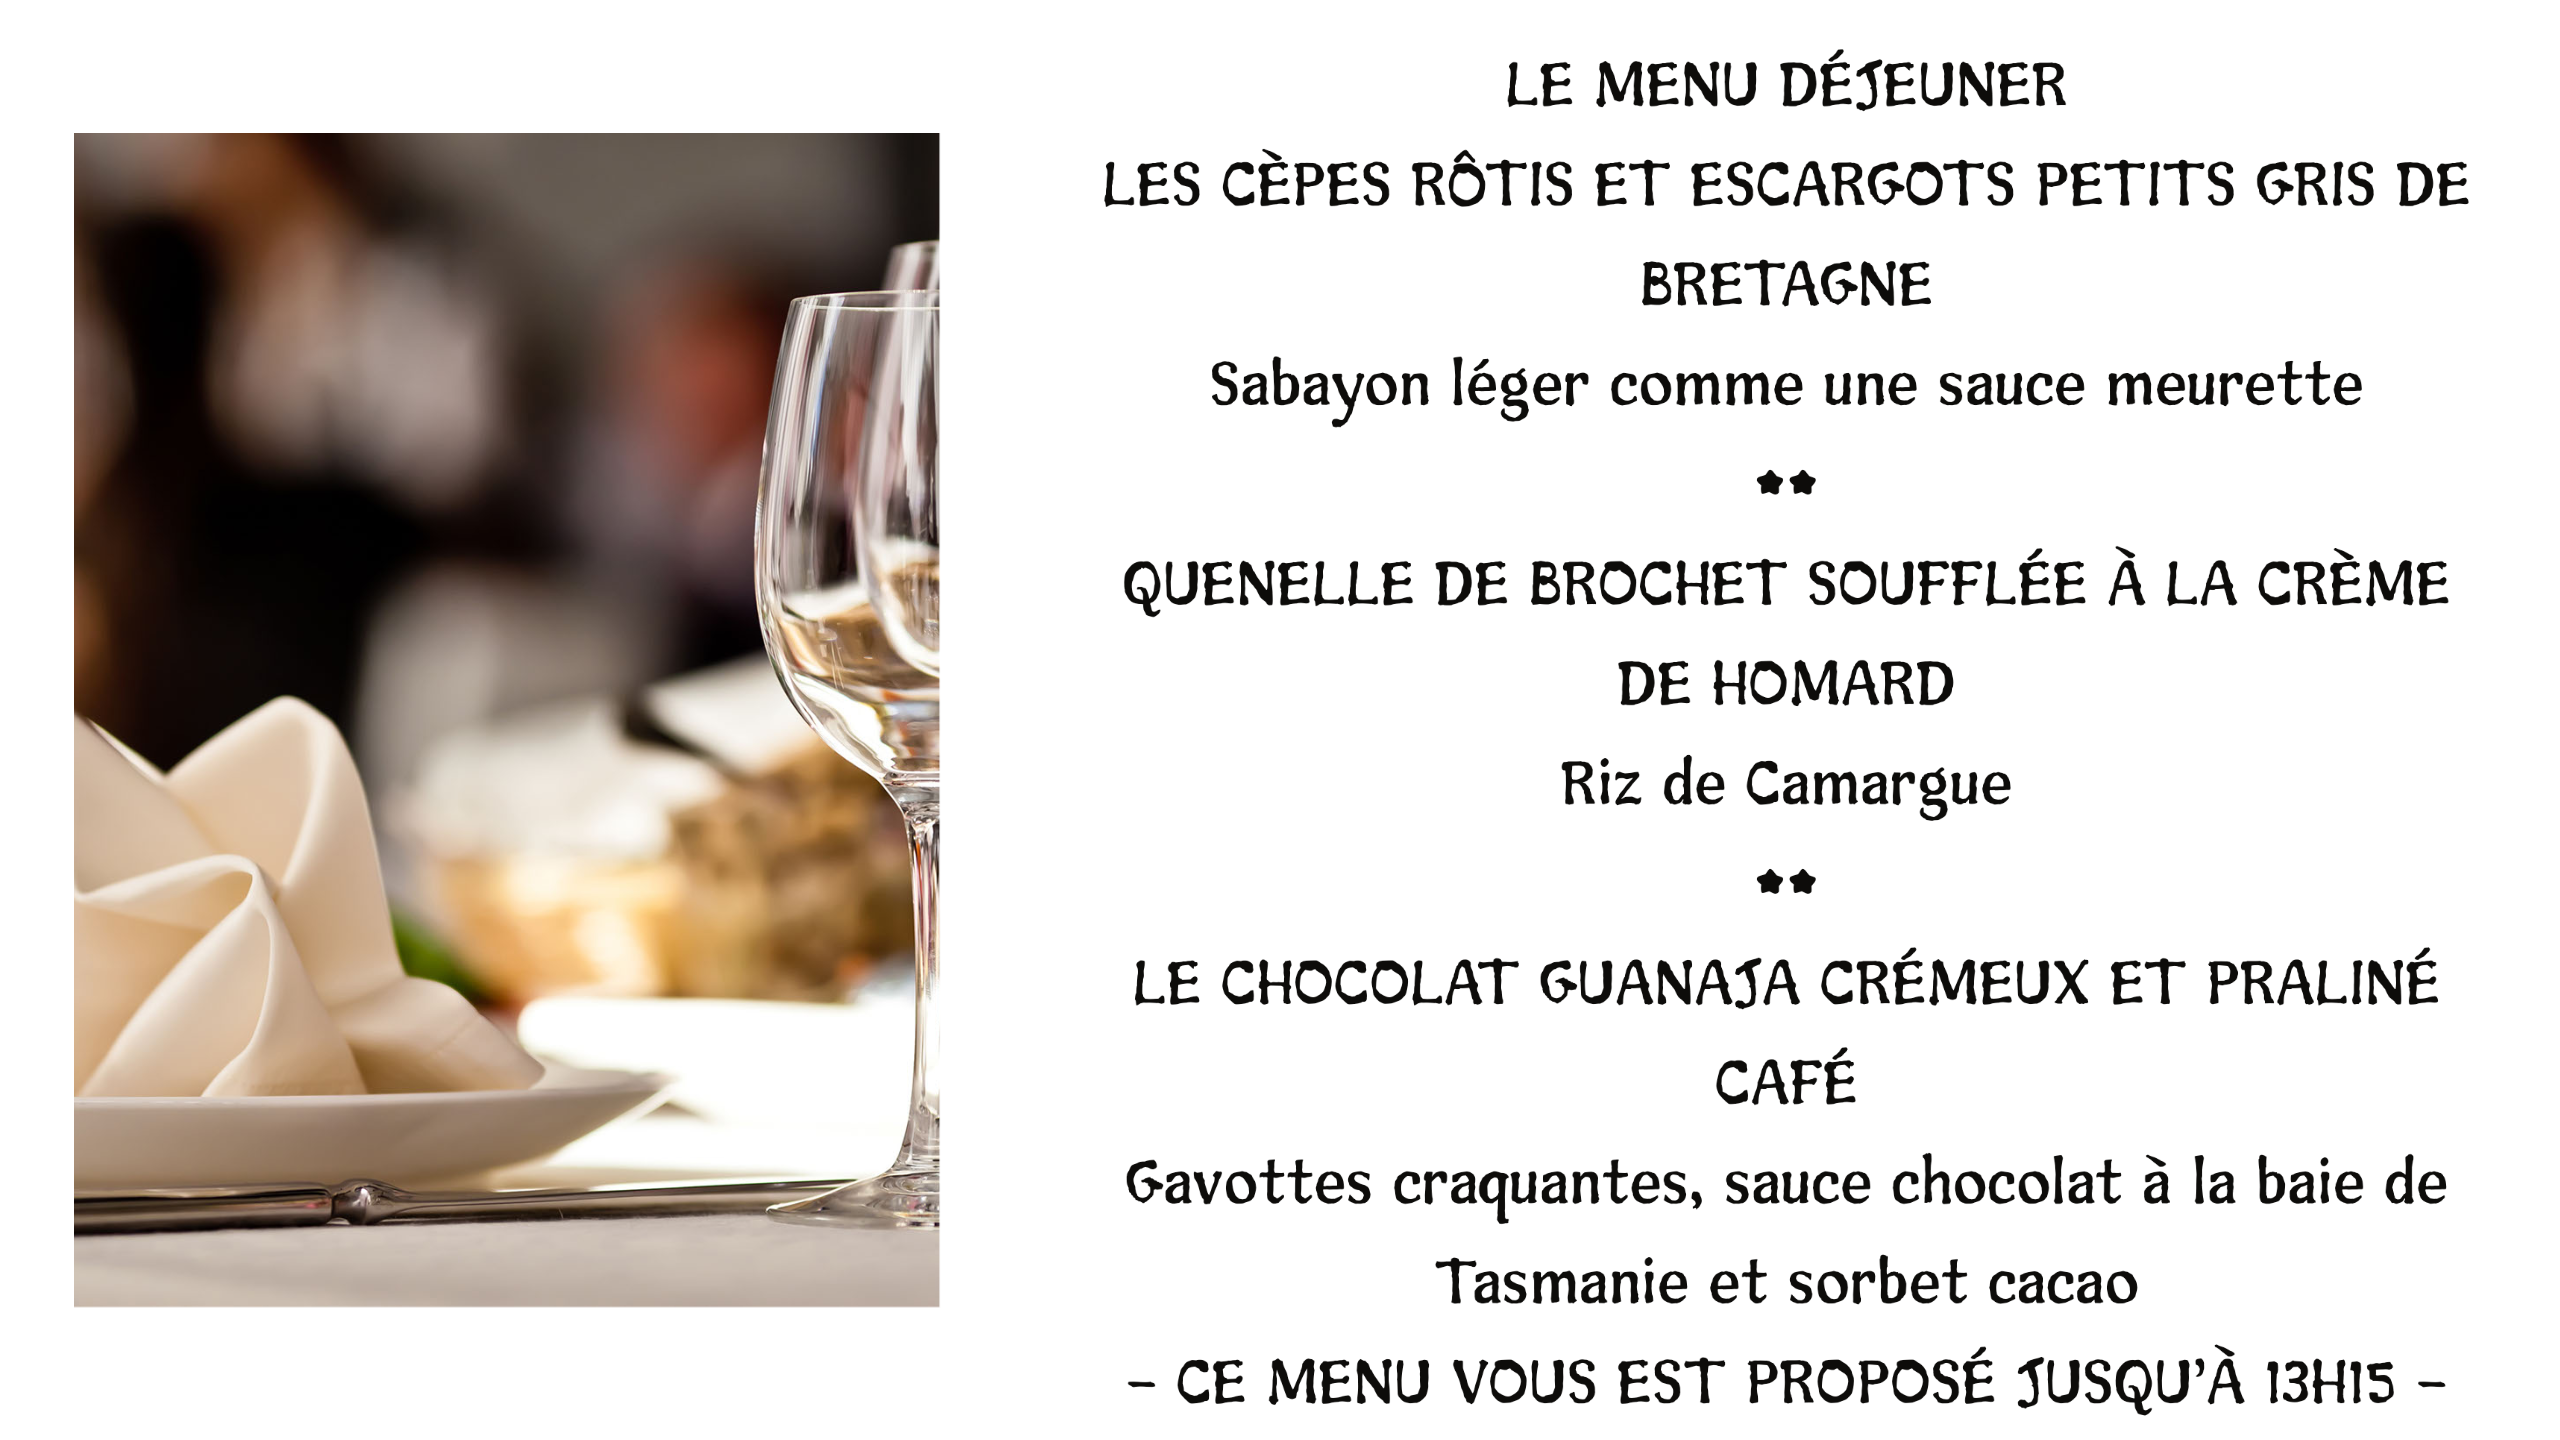 LE MENU DÉJEUNER
LES CÈPES RÔTIS ET ESCARGOTS PETITS GRIS DE
BRETAGNE
Sabayon léger comme une sauce meurette
**
QUENELLE DE BROCHET SOUFFLÉE À LA CRÈME
DE HOMARD
Riz de Camargue
**
LE CHOCOLAT GUANAJA CRÉMEUX ET PRALINÉ
CAFÉ
Gavottes craquantes, sauce chocolat à la baie de
Tasmanie et sorbet cacao
– CE MENU VOUS EST PROPOSÉ JUSQU’À 13H15 –